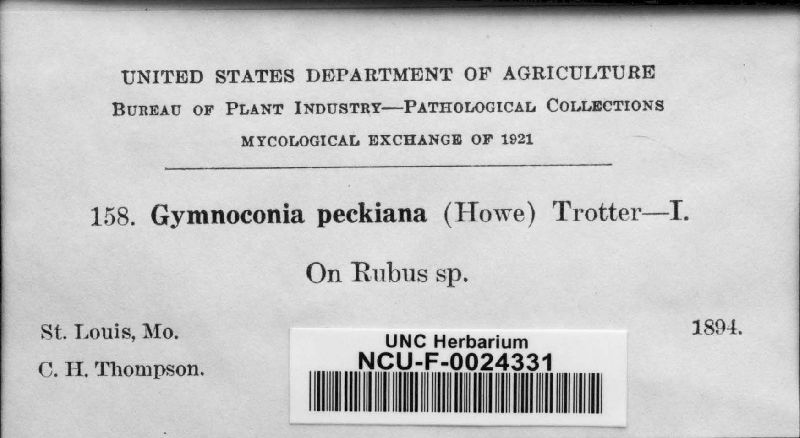 UNITED STATES DEPARTMENT OF AGRICULTURE
BUREAU OF PLANT INDUSTRY—PATHOLOGICAL COLLECTIONS
MYCOLOGICAL EXCHANGE OF 1921
158. Gymnoconia peckiana (Howe) Trotter—I.
On Rubus sp.
St. Louis, Mo.
1894.
C. H. Thompson.
UNC Herbarium
NCU-F-0024331